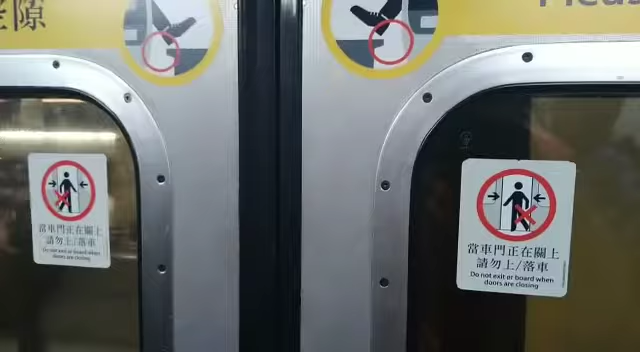 隙
Pleas
當車門正在關上
請勿上/落車
Do not exit or board when
doors are closing
當車門正在關上
請勿上/落車
Do not exit or board when
doors are closing